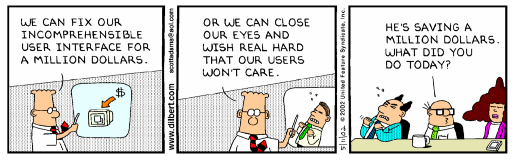 WE CAN FIX OUR
INCOMPREHENSIBLE
USER INTERFACE FOR
A MILLION DOLLARS.
$
scottadams@aol.com
www.dilbert.com
OR WE CAN CLOSE
OUR EYES AND
WISH REAL HARD
THAT OUR USERS
WON'T CARE.
5/11/02 © 2002 United Feature Syndicate, Inc.
HE'S SAVING A
MILLION DOLLARS.
WHAT DID YOU
DO TODAY?